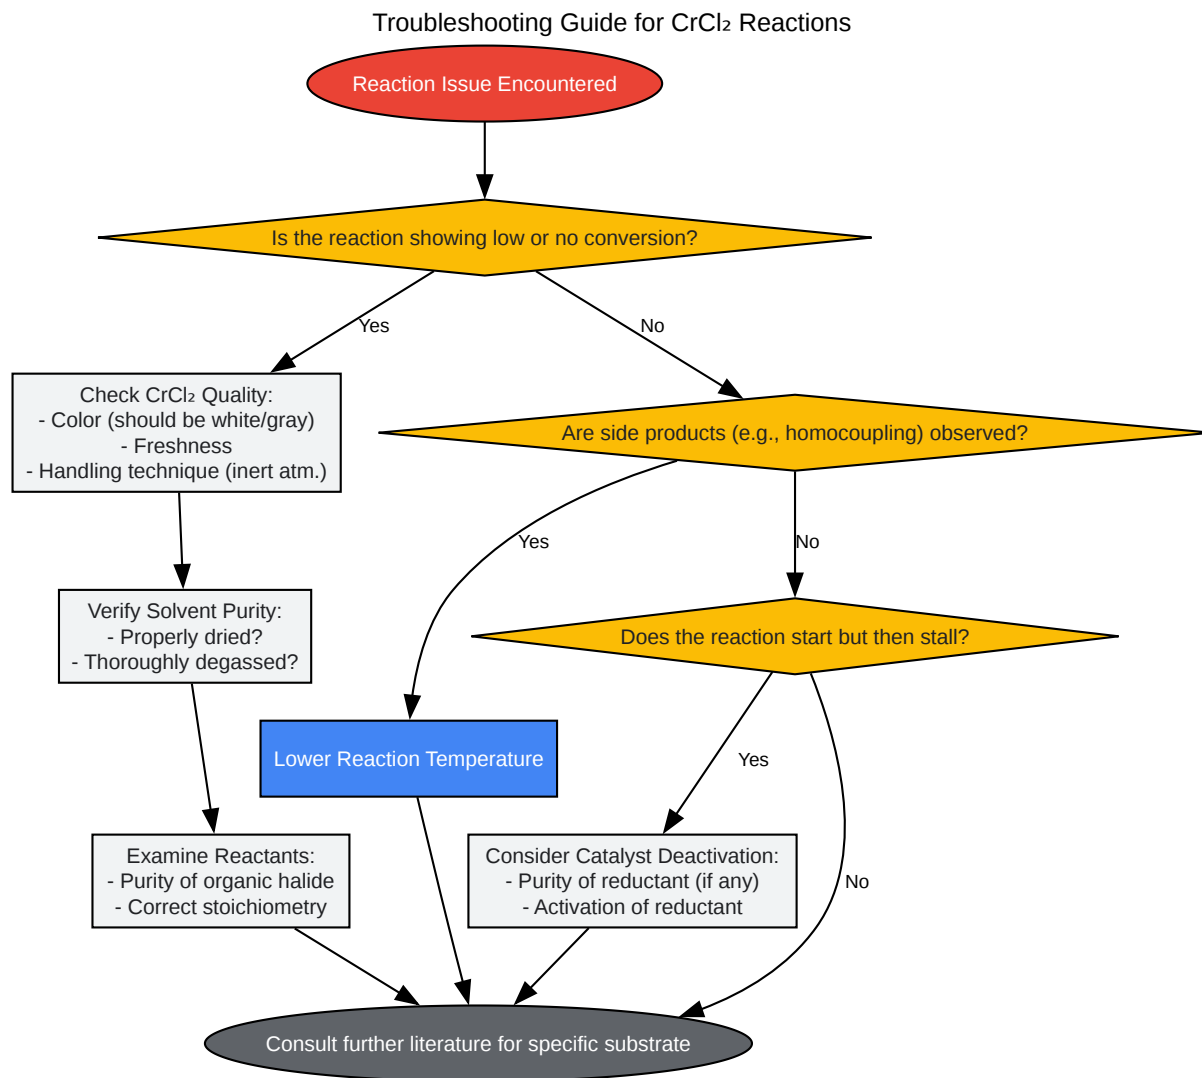 Troubleshooting Guide for CrCl₂ Reactions
Reaction Issue Encountered
Is the reaction showing low or no conversion?
Yes
No
Check CrCl₂ Quality:
- Color (should be white/gray)
- Freshness
- Handling technique (inert atm.)
Are side products (e.g., homocoupling) observed?
Yes
No
Verify Solvent Purity:
- Properly dried?
- Thoroughly degassed?
Does the reaction start but then stall?
Lower Reaction Temperature
Yes
No
Examine Reactants:
- Purity of organic halide
- Correct stoichiometry
Consider Catalyst Deactivation:
- Purity of reductant (if any)
- Activation of reductant
Consult further literature for specific substrate